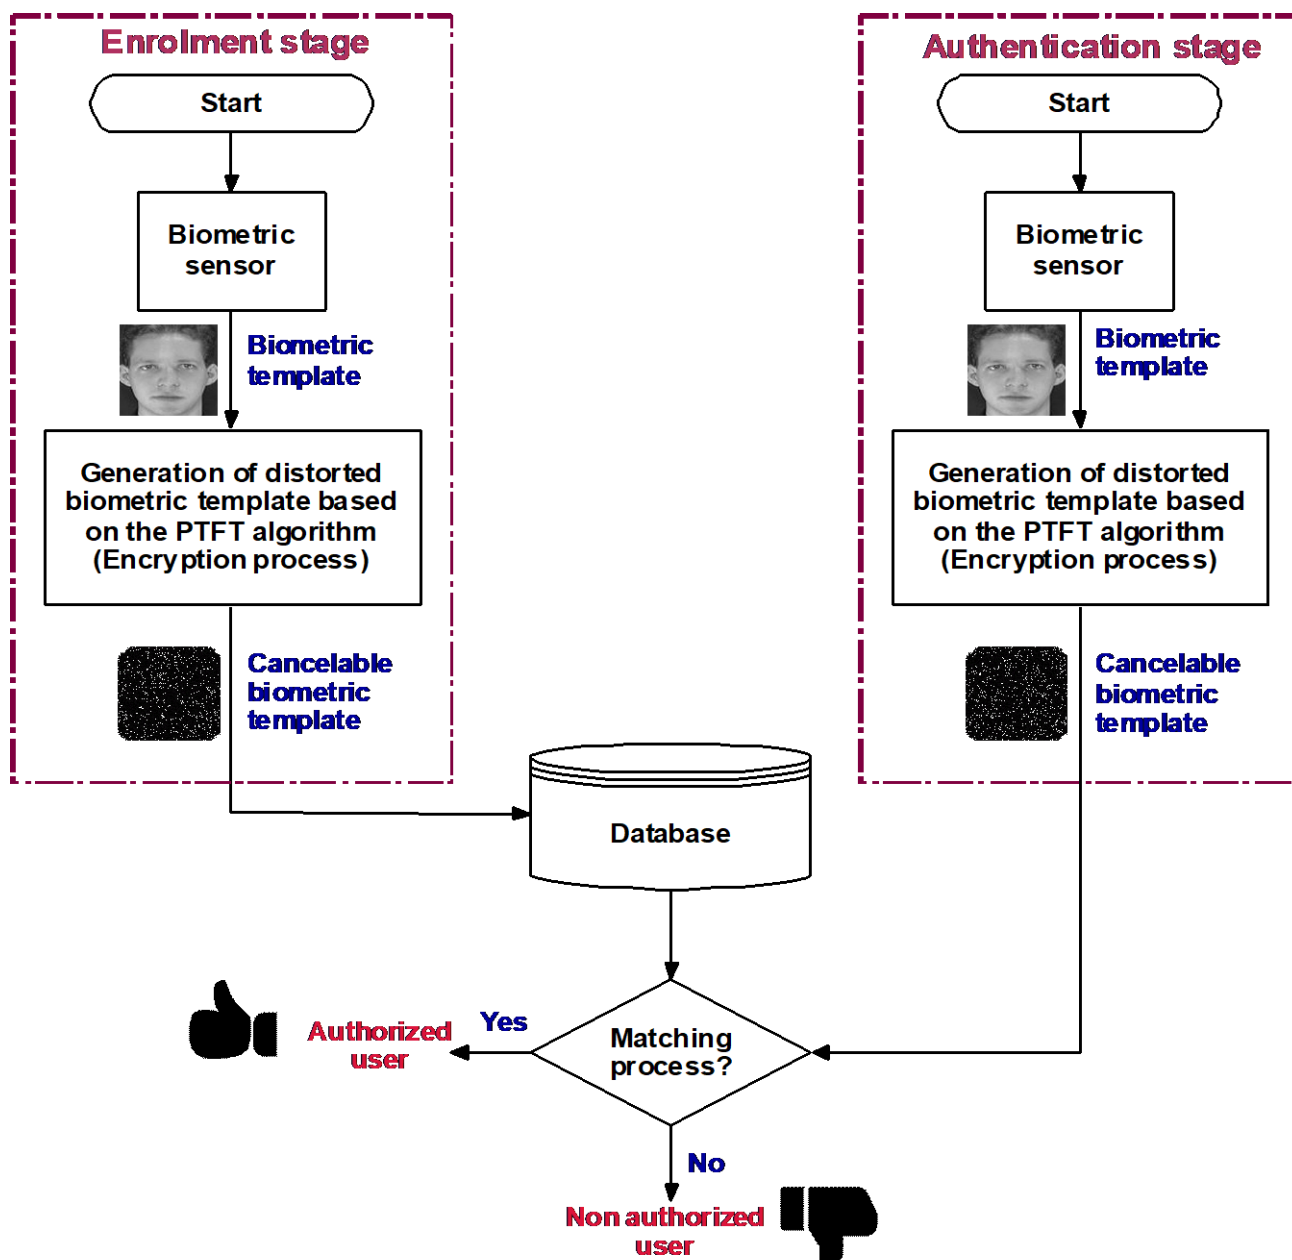 Enrolment stage
Start
Biometric
sensor
Biometric
template
Generation of distorted
biometric template based
on the PTFT algorithm
(Encryption process)
Cancelable
biometric
template
Authentication stage
Start
Biometric
sensor
Biometric
template
Generation of distorted
biometric template based
on the PTFT algorithm
(Encryption process)
Cancelable
biometric
template
Database
Matching
process?
Yes
Authorized
user
No
Non authorized
user